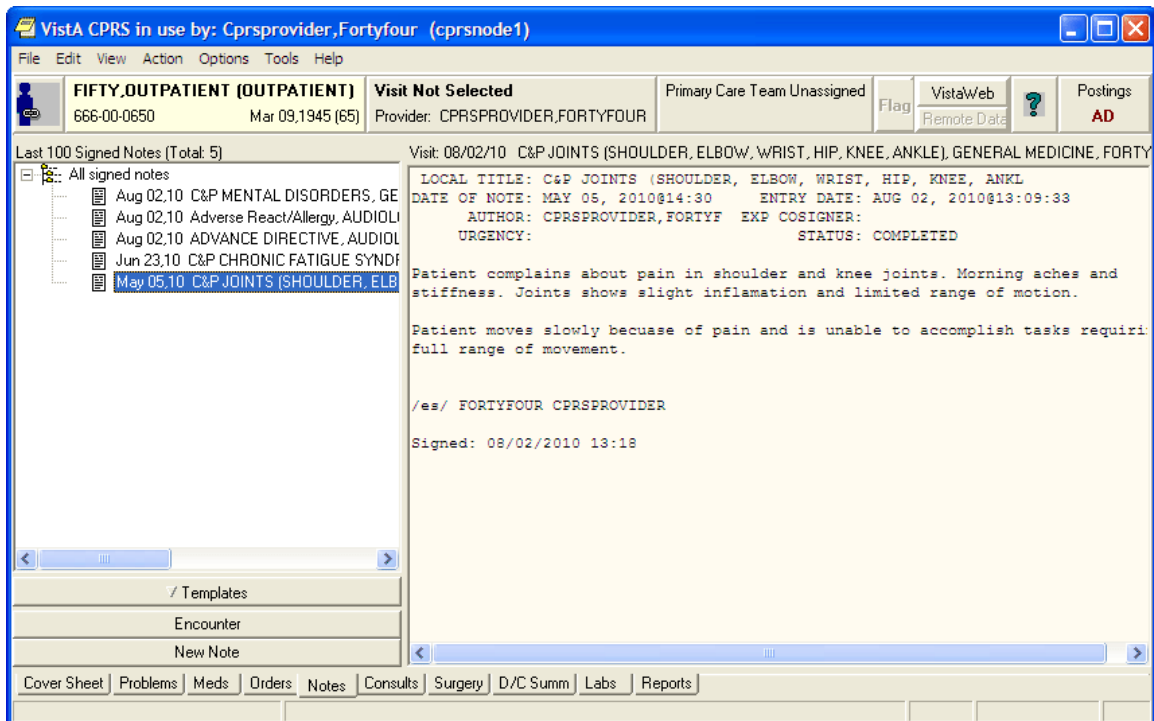 VistA CPRS in use by: Cprsprovider,Fortyfour (cprsnode1)
File Edit View Action Options Tools Help
FIFTY,OUTPATIENT (OUTPATIENT)
666-00-0650 Mar 09,1945 (65)
Visit Not Selected
Provider: CPRSPROVIDER,FORTYFOUR
Primary Care Team Unassigned
Flag
VistaWeb
Remote Data
?
Postings
AD
Last 100 Signed Notes (Total: 5)
All signed notes
Aug 02,10 C&P MENTAL DISORDERS, GE
Aug 02,10 Adverse React/Allergy, AUDIOL
Aug 02,10 ADVANCE DIRECTIVE, AUDIOL
Jun 23,10 C&P CHRONIC FATIGUE SYNDR
May 05,10 C&P JOINTS (SHOULDER, ELB
Templates
Encounter
New Note
Visit: 08/02/10 C&P JOINTS (SHOULDER, ELBOW, WRIST, HIP, KNEE, ANKLE), GENERAL MEDICINE, FORTY
LOCAL TITLE: C&P JOINTS (SHOULDER, ELBOW, WRIST, HIP, KNEE, ANKL
DATE OF NOTE: MAY 05, 2010@14:30 ENTRY DATE: AUG 02, 2010@13:09:33
AUTHOR: CPRSPROVIDER,FORTYF EXP COSIGNER:
URGENCY: STATUS: COMPLETED
Patient complains about pain in shoulder and knee joints. Morning aches and
stiffness. Joints shows slight inflamation and limited range of motion.
Patient moves slowly becuase of pain and is unable to accomplish tasks requiri
full range of movement.
/es/ FORTYFOUR CPRSPROVIDER
Signed: 08/02/2010 13:18
Cover Sheet Problems Meds Orders Notes Consults Surgery D/C Summ Labs Reports